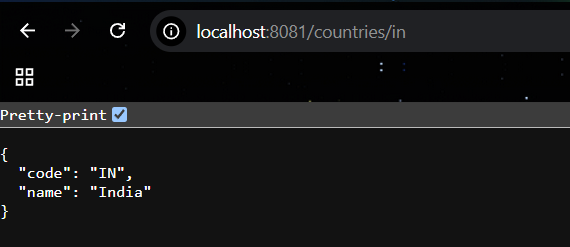 localhost:8081/countries/in
Pretty-print
{
  "code": "IN",
  "name": "India"
}